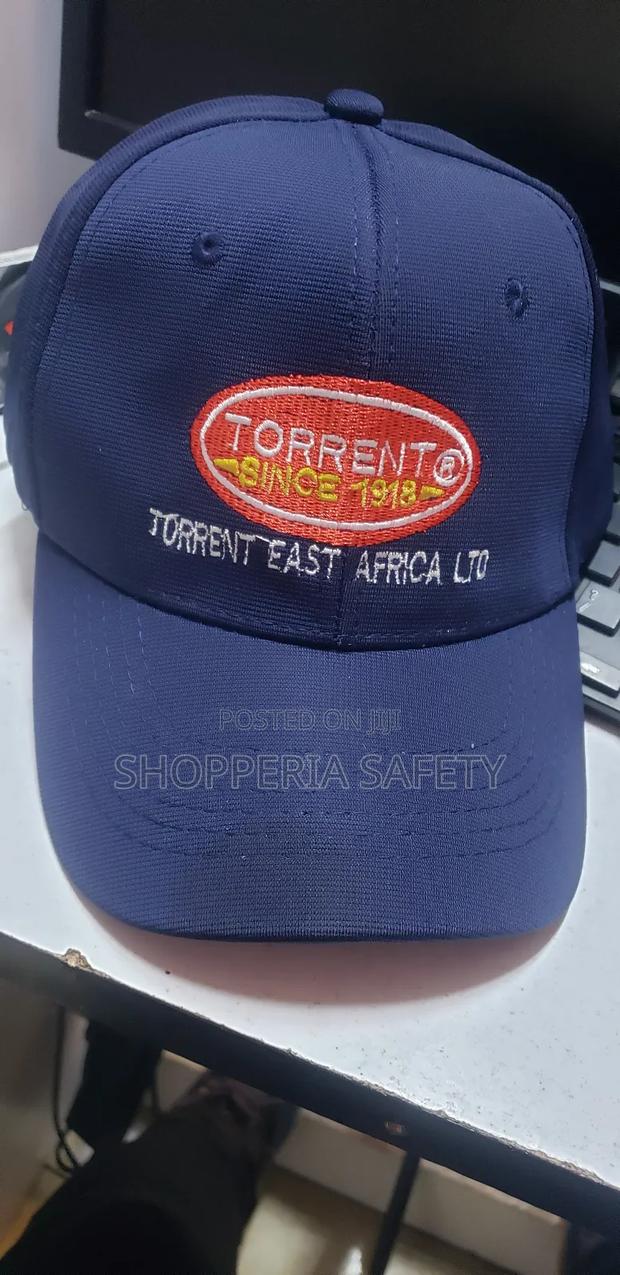 TORRENT®
SINCE 1918
TORRENT EAST AFRICA LTD
POSTED ON JIJI
SHOPPERIA SAFETY